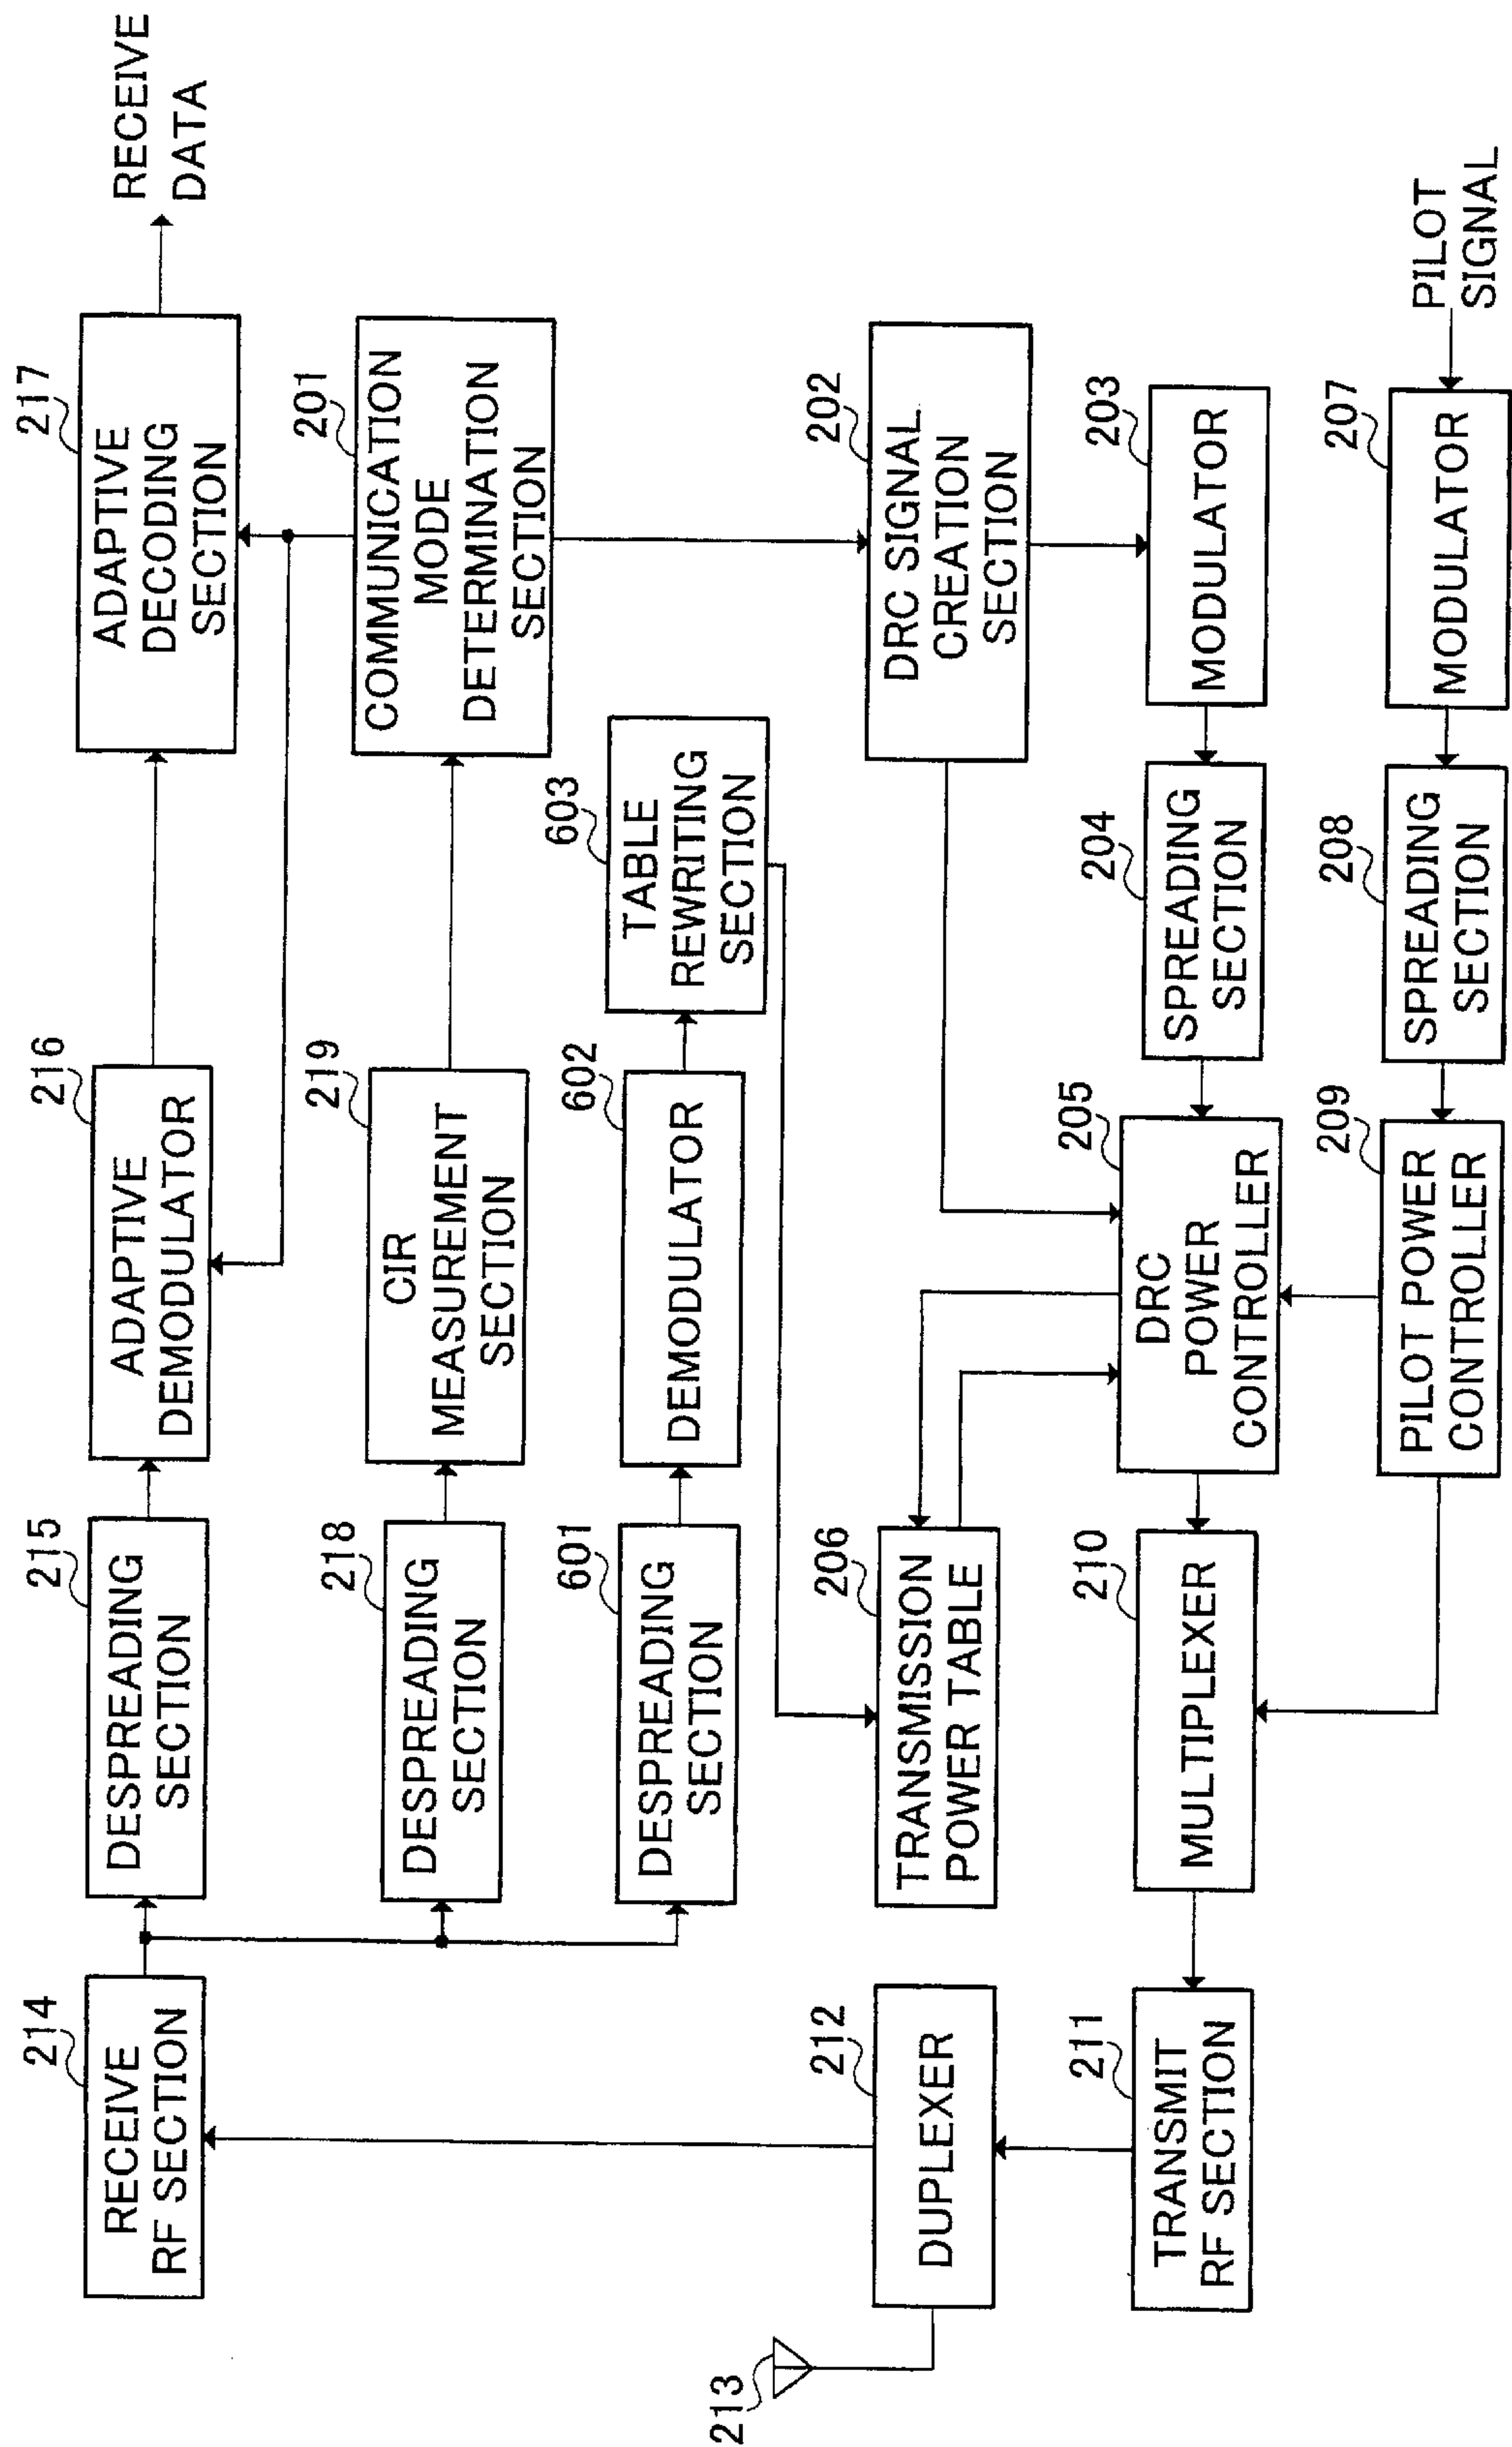 214
RECEIVE
RF SECTION
215
DESPREADING
SECTION
216
ADAPTIVE
DEMODULATOR
217
ADAPTIVE
DECODING
SECTION
RECEIVE
DATA
218
DESPREADING
SECTION
219
CIR
MEASUREMENT
SECTION
201
COMMUNICATION
MODE
DETERMINATION
SECTION
601
DESPREADING
SECTION
602
DEMODULATOR
603
TABLE
REWRITING
SECTION
213
212
DUPLEXER
206
TRANSMISSION
POWER TABLE
202
DRC SIGNAL
CREATION
SECTION
211
TRANSMIT
RF SECTION
210
MULTIPLEXER
205
DRC
POWER
CONTROLLER
204
SPREADING
SECTION
203
MODULATOR
209
PILOT POWER
CONTROLLER
208
SPREADING
SECTION
207
MODULATOR
PILOT
SIGNAL